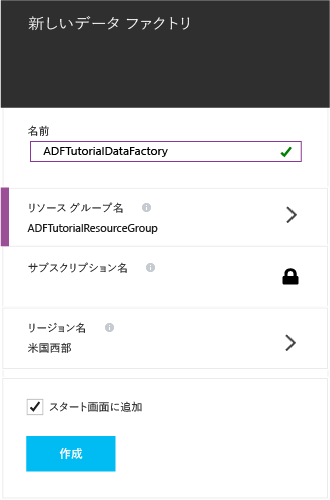 新しいデータ ファクトリ
名前
ADFTutorialDataFactory
リソース グループ名
ADFTutorialResourceGroup
サブスクリプション名
リージョン名
米国西部
スタート画面に追加
作成